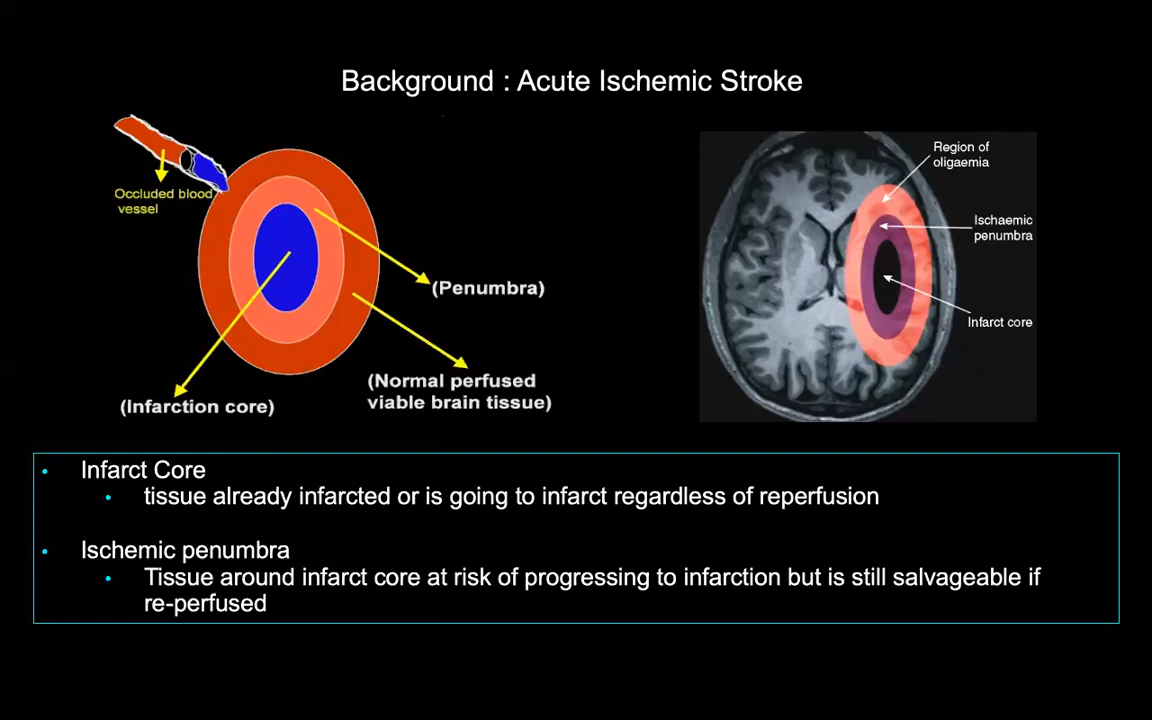 Background : Acute Ischemic Stroke
Occluded blood
vessel
(Penumbra)
(Normal perfused
viable brain tissue)
(Infarction core)
Region of
oligaemia
Ischaemic
penumbra
Infarct core
• Infarct Core
• tissue already infarcted or is going to infarct regardless of reperfusion
• Ischemic penumbra
• Tissue around infarct core at risk of progressing to infarction but is still salvageable if
re-perfused